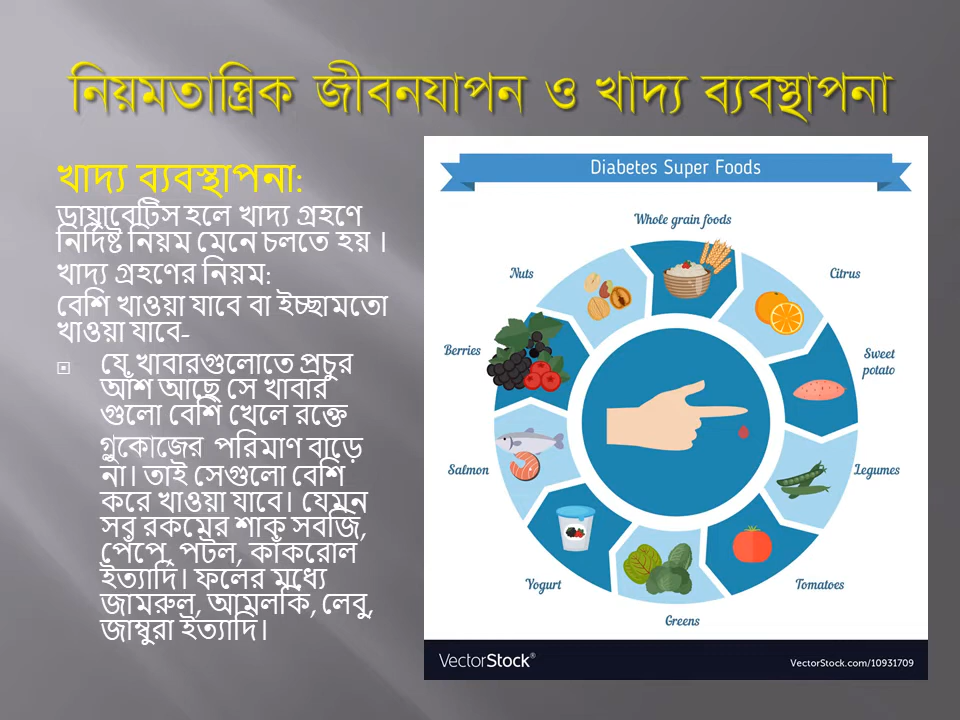 নিয়মতান্ত্রিক জীবনযাপন ও খাদ্য ব্যবস্থাপনা
খাদ্য ব্যবস্থাপনা:
ডায়াবেটিস হলে খাদ্য গ্রহণে
নির্দিষ্ট নিয়ম মেনে চলতে হয় ।
খাদ্য গ্রহণের নিয়ম:
বেশি খাওয়া যাবে বা ইচ্ছামতো
খাওয়া যাবে-
যে খাবারগুলোতে প্রচুর
আঁশ আছে সে খাবার
গুলো বেশি খেলে রক্তে
গ্লুকোজের পরিমাণ বাড়ে
না। তাই সেগুলো বেশি
করে খাওয়া যাবে। যেমন
সব রকমের শাক সবজি,
পেঁপে, পটল, কাঁকরোল
ইত্যাদি। ফলের মধ্যে
জামরুল, আমলকি, লেবু,
জাম্বুরা ইত্যাদি।
Diabetes Super Foods
Whole grain foods
Nuts
Citrus
Berries
Sweet
potato
Salmon
Legumes
Yogurt
Tomatoes
Greens
VectorStock®
VectorStock.com/10931709